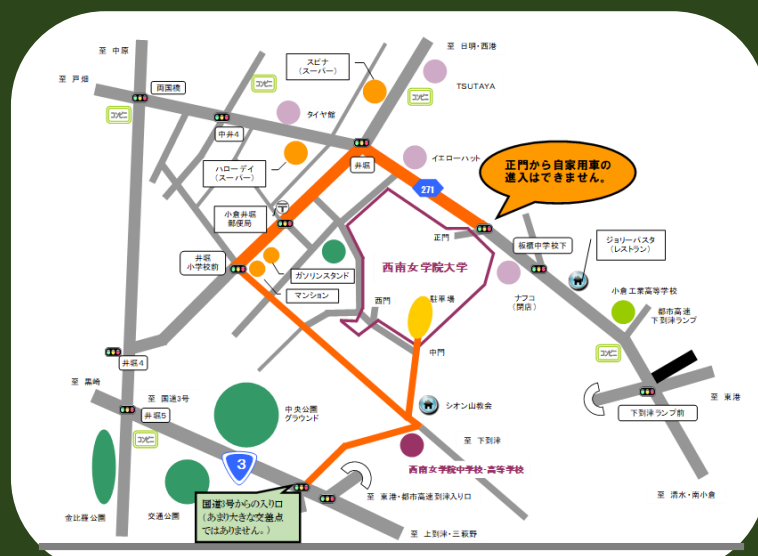 至 中原
至 日明・西港
至 戸畑
スピナ
(スーパー)
TSUTAYA
両国橋
コンビニ
コンビニ
コンビニ
タイヤ館
中井4
イエローハット
正門から自家用車の
進入はできません。
井堀
ハローデイ
(スーパー)
271
小倉井堀
郵便局
正門
板櫃中学校下
ジョリーパスタ
(レストラン)
井堀
小学校前
西南女学院大学
ガソリンスタンド
マンション
西門
駐車場
ナフコ
(閉店)
小倉工業高等学校
都市高速
下到津ランプ
中門
コンビニ
井堀4
至 黒崎
至 国道3号
井堀5
コンビニ
中央公園
グラウンド
シオン山教会
下到津ランプ前
至 東港
至 下到津
西南女学院中学校・高等学校
3
国道3号からの入り口
(あまり大きな交差点
ではありません。)
至 東港・都市高速到津入り口
至 清水・南小倉
金比羅公園
交通公園
至 上到津・三萩野